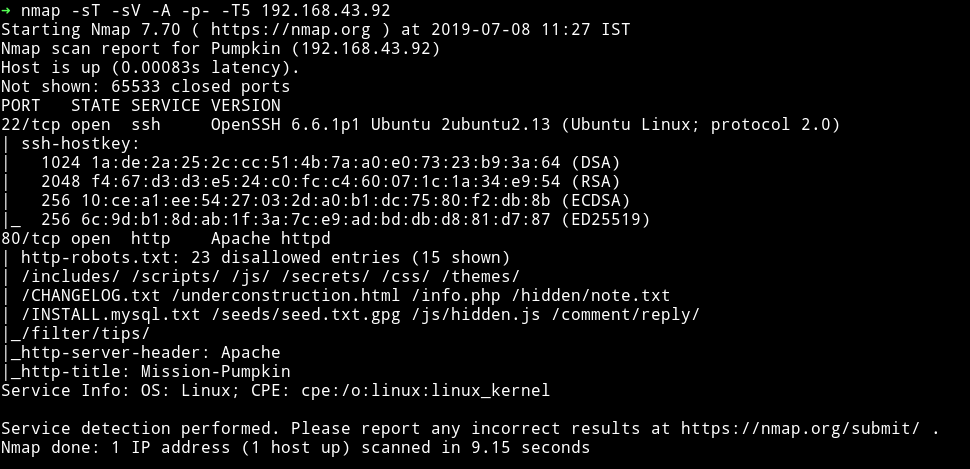 ➜ nmap -sT -sV -A -p- -T5 192.168.43.92
Starting Nmap 7.70 ( https://nmap.org ) at 2019-07-08 11:27 IST
Nmap scan report for Pumpkin (192.168.43.92)
Host is up (0.00083s latency).
Not shown: 65533 closed ports
PORT   STATE SERVICE VERSION
22/tcp open  ssh     OpenSSH 6.6.1p1 Ubuntu 2ubuntu2.13 (Ubuntu Linux; protocol 2.0)
| ssh-hostkey:
|   1024 1a:de:2a:25:2c:cc:51:4b:7a:a0:e0:73:23:b9:3a:64 (DSA)
|   2048 f4:67:d3:d3:e5:24:c0:fc:c4:60:07:1c:1a:34:e9:54 (RSA)
|   256 10:ce:a1:ee:54:27:03:2d:a0:b1:dc:75:80:f2:db:8b (ECDSA)
|_  256 6c:9d:b1:8d:ab:1f:3a:7c:e9:ad:bd:db:d8:81:d7:87 (ED25519)
80/tcp open  http    Apache httpd
| http-robots.txt: 23 disallowed entries (15 shown)
| /includes/ /scripts/ /js/ /secrets/ /css/ /themes/
| /CHANGELOG.txt /underconstruction.html /info.php /hidden/note.txt
| /INSTALL.mysql.txt /seeds/seed.txt.gpg /js/hidden.js /comment/reply/
|_/filter/tips/
|_http-server-header: Apache
|_http-title: Mission-Pumpkin
Service Info: OS: Linux; CPE: cpe:/o:linux:linux_kernel

Service detection performed. Please report any incorrect results at https://nmap.org/submit/ .
Nmap done: 1 IP address (1 host up) scanned in 9.15 seconds